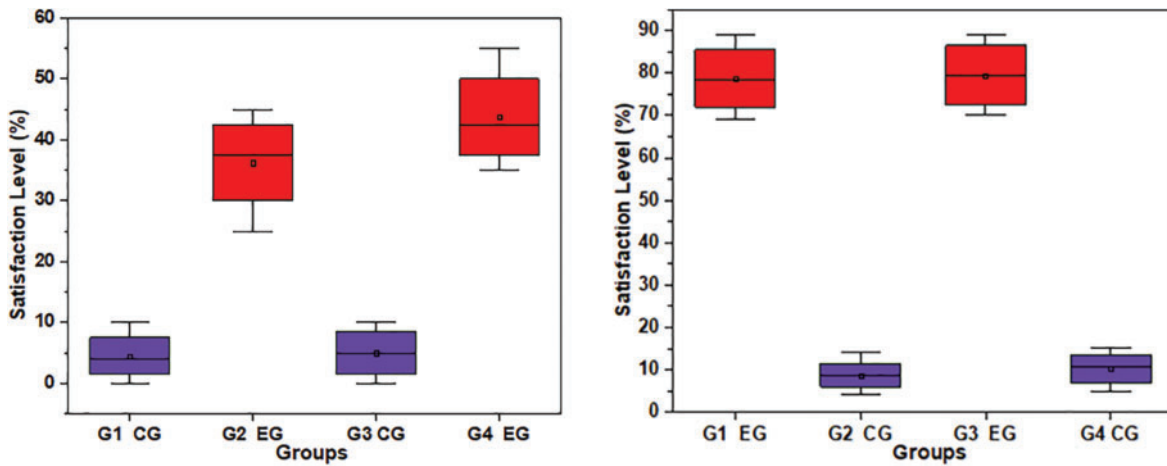 60
50
40
30
20
10
0
Satisfaction Level (%)
G1 CG
G2 EG
G3 CG
G4 EG
Groups
90
80
70
60
50
40
30
20
10
0
Satisfaction Level (%)
G1 EG
G2 CG
G3 EG
G4 CG
Groups